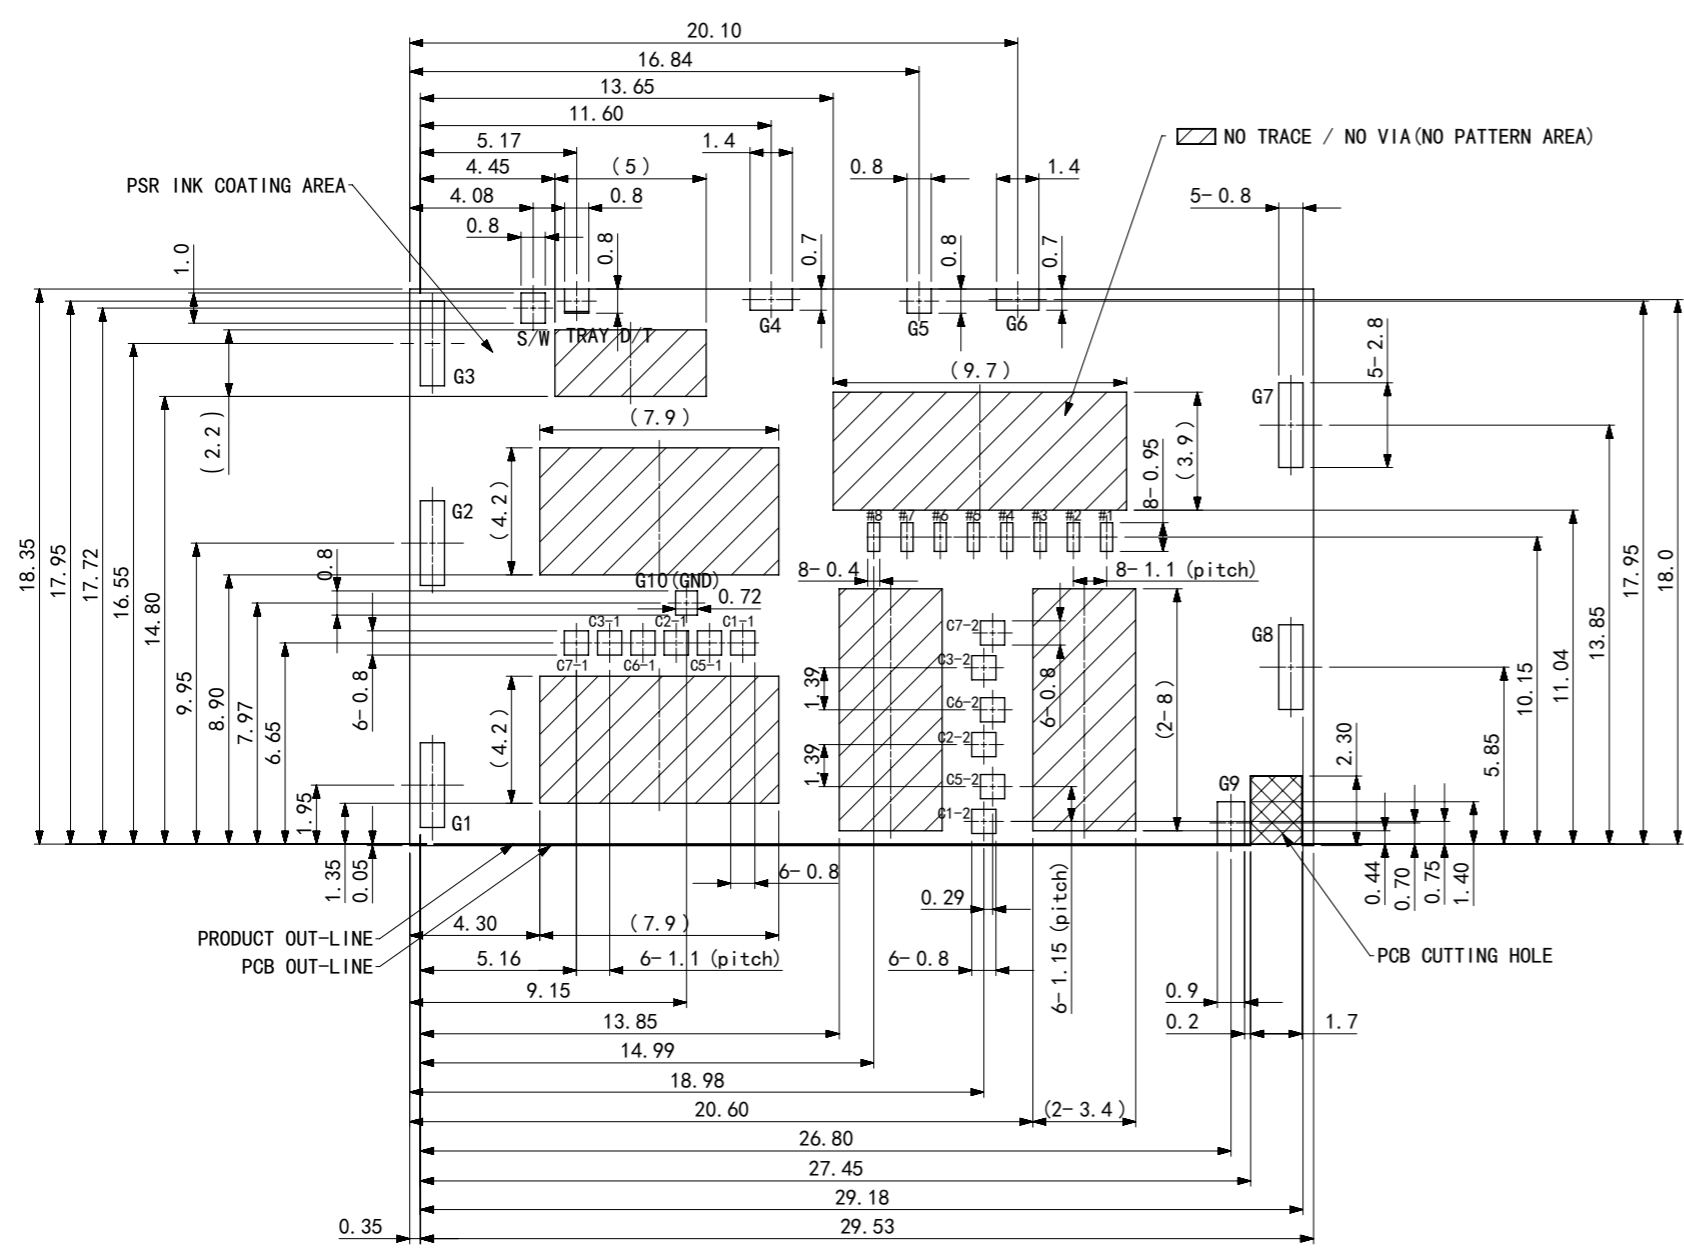 20.10
16.84
13.65
11.60
5.17
1.4
NO TRACE / NO VIA(NO PATTERN AREA)
4.45
(5)
0.8
1.4
PSR INK COATING AREA
4.08
0.8
5-0.8
0.8
1.0
0.8
0.7
0.8
0.7
S/W
TRAY D/T
G4
G5
G6
G3
5-2.8
(9.7)
G7
(7.9)
(2.2)
(3.9)
8-0.95
G2
(4.2)
#8
#7
#6
#5
#4
#3
#2
#1
18.35
17.95
17.72
16.55
14.80
9.95
8.90
7.97
6.65
0.8
6-0.8
G10(GND)
0.72
8-0.4
8-1.1 (pitch)
C3-1
C2-1
C1-1
C7-1
C6-1
C5-1
C7-2
C3-2
C6-2
C2-2
C5-2
C1-2
1.39
1.39
6-0.8
(2-8)
G8
17.95
18.0
13.85
11.04
10.15
5.85
2.30
(4.2)
1.95
G1
G9
1.35
0.05
0.44
0.70
0.75
1.40
6-0.8
0.29
6-1.15 (pitch)
4.30
(7.9)
PRODUCT OUT-LINE
PCB OUT-LINE
PCB CUTTING HOLE
5.16
6-1.1 (pitch)
6-0.8
9.15
0.9
13.85
0.2
1.7
14.99
18.98
20.60
(2-3.4)
26.80
27.45
29.18
0.35
29.53